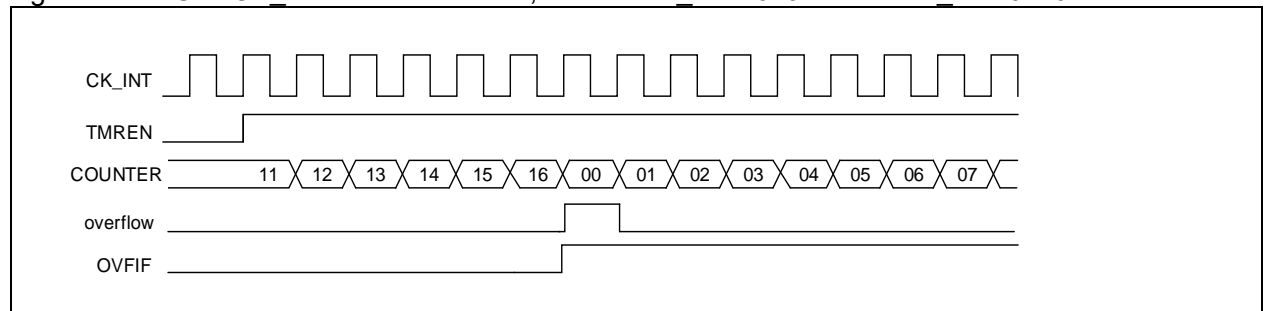 CK_INT
TMREN
COUNTER 11 12 13 14 15 16 00 01 02 03 04 05 06 07
overflow
OVFIF